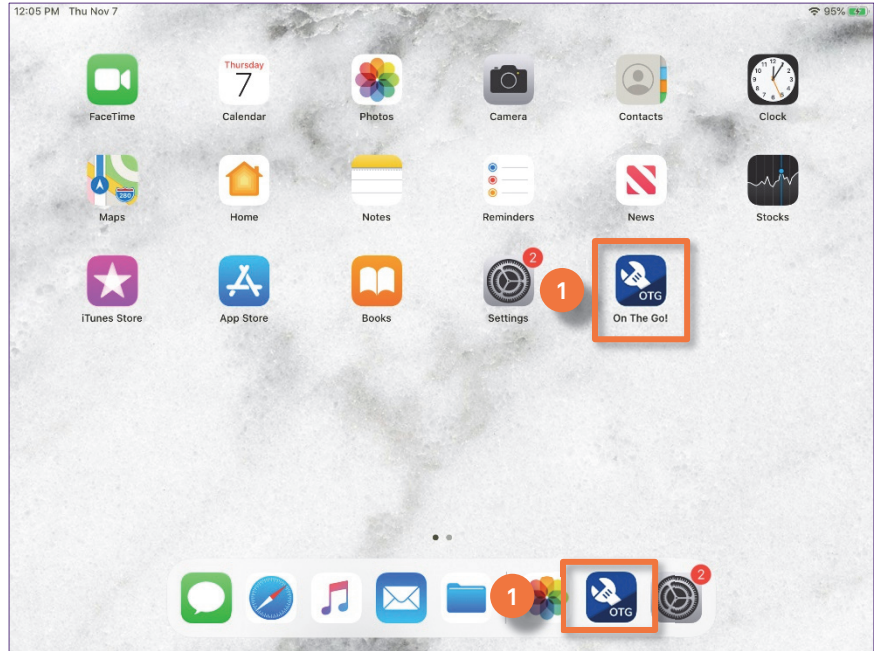 12:05 PM Thu Nov 7
95%
Thursday
7
FaceTime
Calendar
Photos
Camera
Contacts
Clock
280
Maps
Home
Notes
Reminders
News
Stocks
2
1
OTG
iTunes Store
App Store
Books
Settings
On The Go!
1
OTG
2